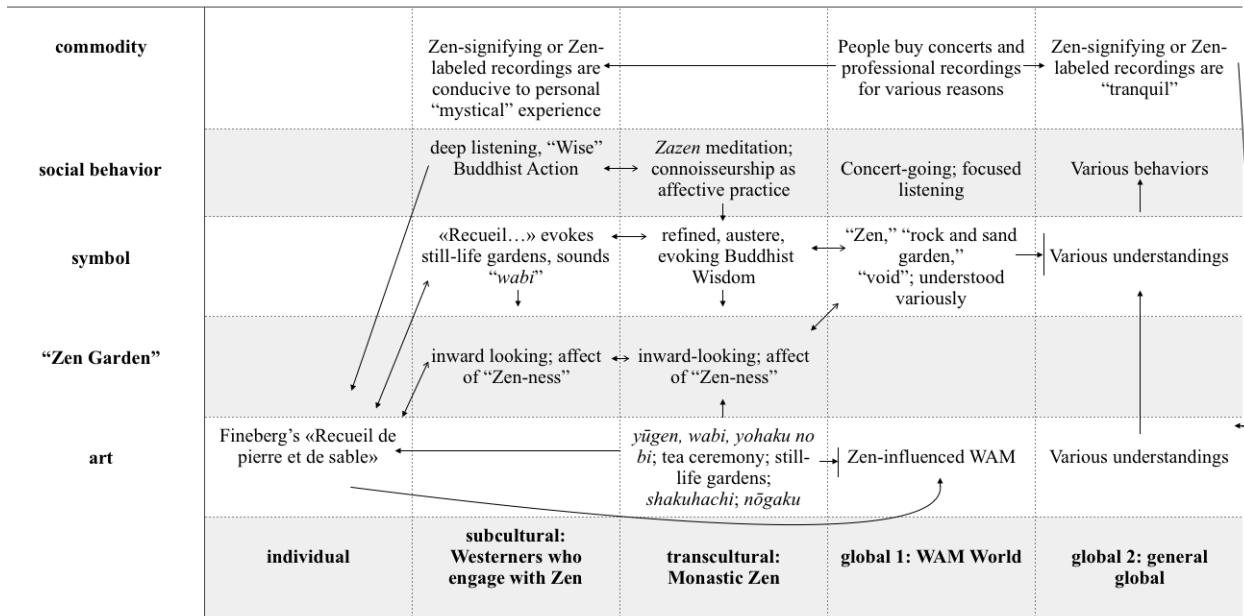 commodity
Zen-signifying or Zen-
labeled recordings are
conducive to personal
“mystical” experience
People buy concerts and
professional recordings
for various reasons
Zen-signifying or Zen-
labeled recordings are
“tranquil”
social behavior
deep listening, “Wise”
Buddhist Action
Zazen meditation;
connoisseurship as
affective practice
Concert-going; focused
listening
Various behaviors
symbol
«Recueil…» evokes
still-life gardens, sounds
“wabi”
refined, austere,
evoking Buddhist
Wisdom
“Zen,” “rock and sand
garden,”
“void”; understood
variously
Various understandings
“Zen Garden”
inward looking; affect
of “Zen-ness”
inward-looking; affect
of “Zen-ness”
art
Fineberg’s «Recueil de
pierre et de sable»
yūgen, wabi, yohaku no
bi; tea ceremony; still-
life gardens;
shakuhachi; nōgaku
Zen-influenced WAM
Various understandings
individual
subcultural:
Westerners who
engage with Zen
transcultural:
Monastic Zen
global 1: WAM World
global 2: general
global